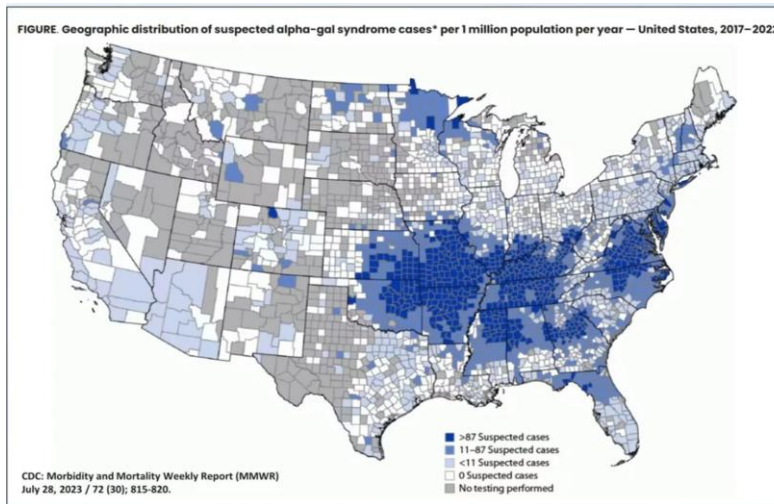 FIGURE. Geographic distribution of suspected alpha-gal syndrome cases* per 1 million population per year — United States, 2017–2022
>87 Suspected cases
11–87 Suspected cases
<11 Suspected cases
0 Suspected cases
No testing performed
CDC: Morbidity and Mortality Weekly Report (MMWR)
July 28, 2023 / 72 (30); 815-820.